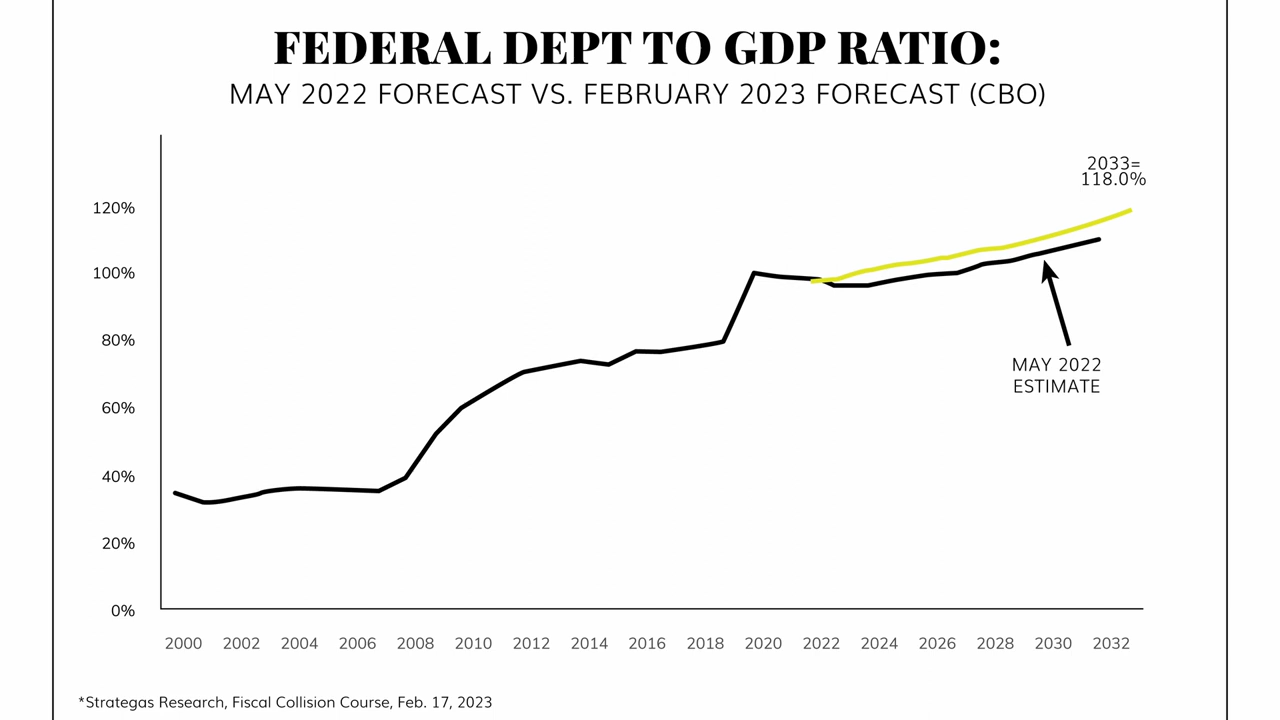 FEDERAL DEPT TO GDP RATIO:
MAY 2022 FORECAST VS. FEBRUARY 2023 FORECAST (CBO)
2033=
118.0%
120%
100%
80%
60%
40%
20%
0%
MAY 2022
ESTIMATE
2000 2002 2004 2006 2008 2010 2012 2014 2016 2018 2020 2022 2024 2026 2028 2030 2032
*Strategas Research, Fiscal Collision Course, Feb. 17, 2023